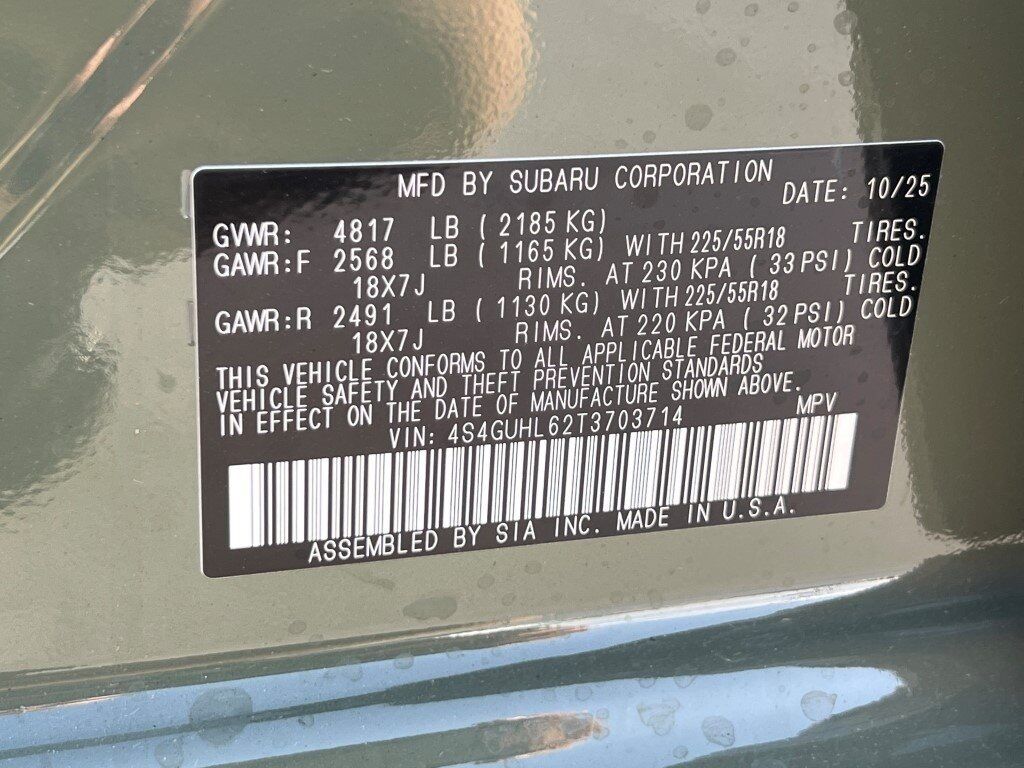 MFD BY SUBARU CORPORATION DATE: 10/25
GVWR: 4817 LB ( 2185 KG)
GAWR:F 2568 LB ( 1165 KG) WITH 225/55R18 TIRES.
18X7J RIMS. AT 230 KPA ( 33 PSI) COLD
GAWR:R 2491 LB ( 1130 KG) WITH 225/55R18 TIRES.
18X7J RIMS. AT 220 KPA ( 32 PSI) COLD
THIS VEHICLE CONFORMS TO ALL APPLICABLE FEDERAL MOTOR
VEHICLE SAFETY AND THEFT PREVENTION STANDARDS
IN EFFECT ON THE DATE OF MANUFACTURE SHOWN ABOVE.
VIN: 4S4GUHL62T3703714 MPV
ASSEMBLED BY SIA INC. MADE IN U.S.A.